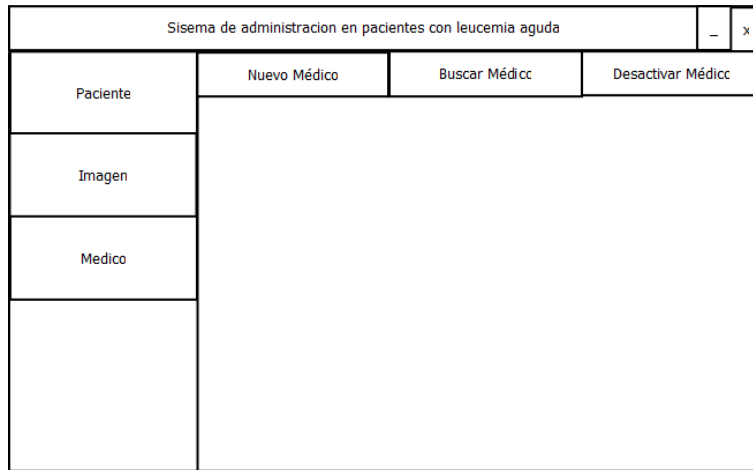 Sisema de administracion en pacientes con leucemia aguda
_
x
Nuevo Médico
Buscar Médicc
Desactivar Médicc
Paciente
Imagen
Medico